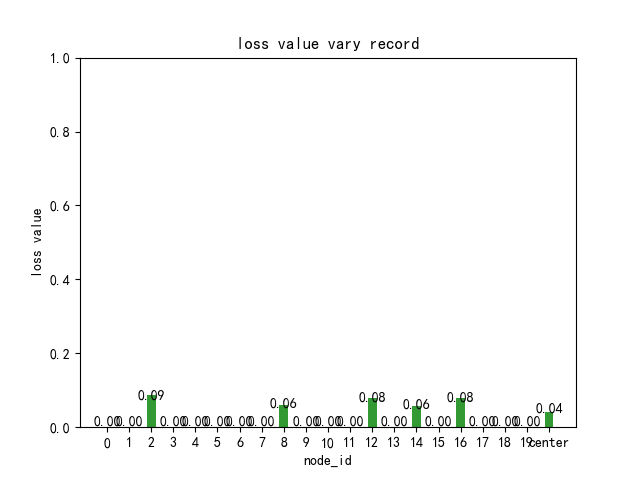 loss value vary record
1.0
0.8
0.6
0.4
0.2
0.0
loss value
0.00 0.00 0.09 0.00 0.00 0.00 0.00 0.00 0.06 0.00 0.00 0.00 0.08 0.00 0.06 0.00 0.08 0.00 0.00 0.00 0.04
0 1 2 3 4 5 6 7 8 9 10 11 12 13 14 15 16 17 18 19 center
node_id